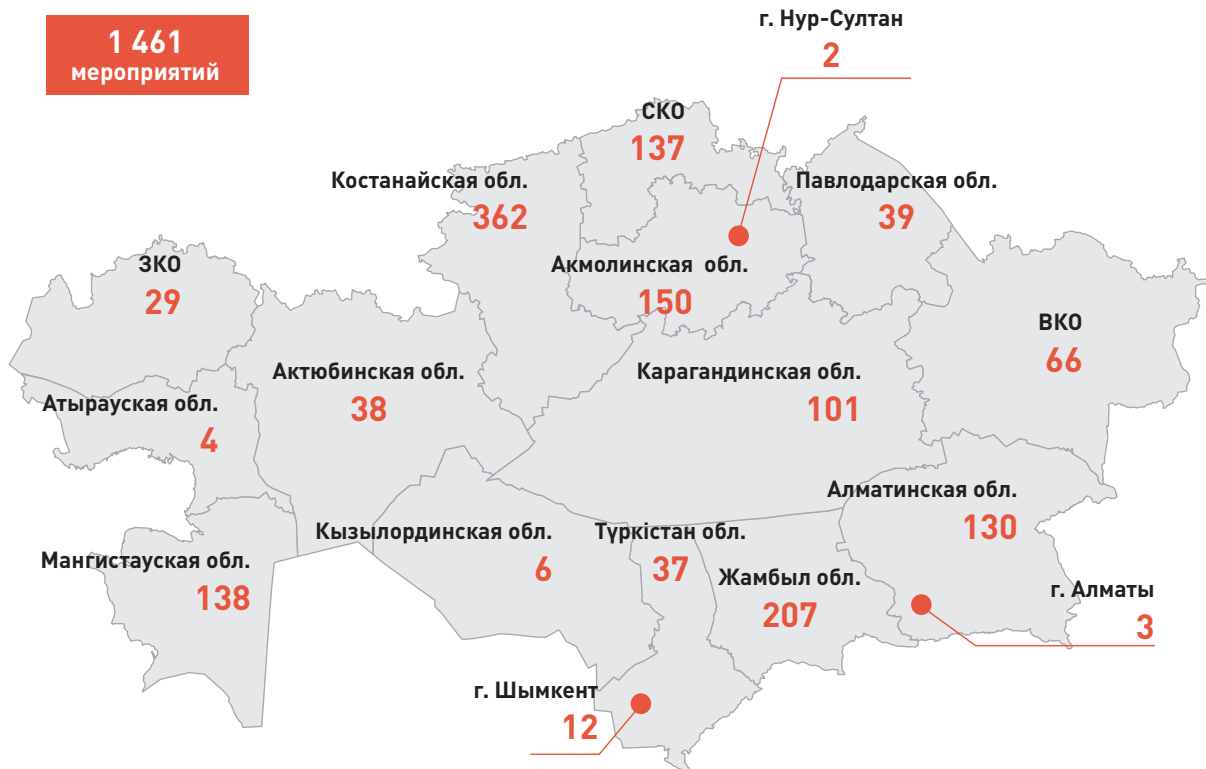 1 461
мероприятий
г. Нур-Султан
2
СКО
137
Костанайская обл.
362
Павлодарская обл.
39
ЗКО
29
Акмолинская обл.
150
ВКО
66
Актюбинская обл.
38
Карагандинская обл.
101
Атырауская обл.
4
Алматинская обл.
130
Мангистауская обл.
138
Кызылординская обл.
6
Түркістан обл.
37
Жамбыл обл.
207
г. Алматы
3
г. Шымкент
12